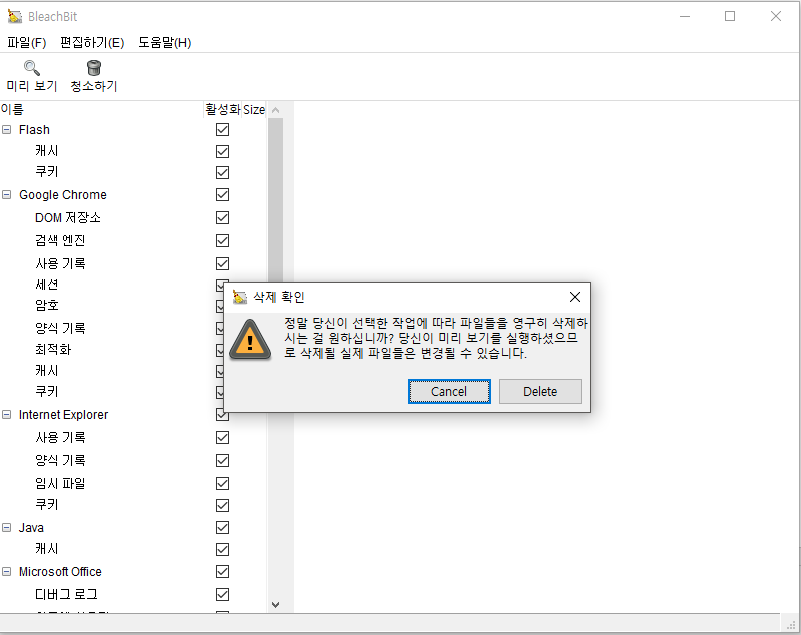 BleachBit
파일(F) 편집하기(E) 도움말(H)
미리 보기 청소하기
이름 활성화 Size
Flash
캐시
쿠키
Google Chrome
DOM 저장소
검색 엔진
사용 기록
세션
암호
양식 기록
최적화
캐시
쿠키
Internet Explorer
사용 기록
양식 기록
임시 파일
쿠키
Java
캐시
Microsoft Office
디버그 로그
삭제 확인
정말 당신이 선택한 작업에 따라 파일들을 영구히 삭제하
시는 걸 원하십니까? 당신이 미리 보기를 실행하셨으므
로 삭제될 실제 파일들은 변경될 수 있습니다.
Cancel Delete